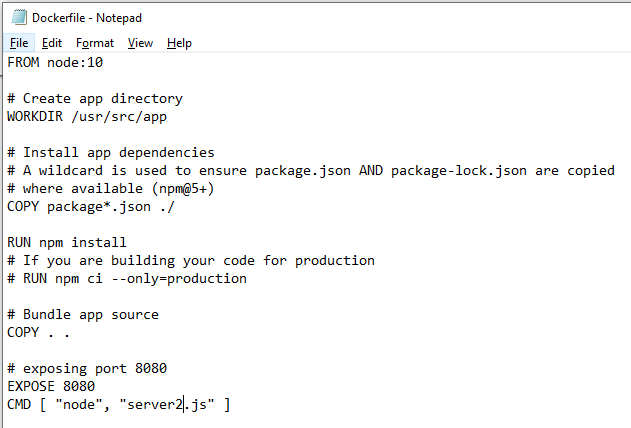 Dockerfile - Notepad
File Edit Format View Help
FROM node:10
# Create app directory
WORKDIR /usr/src/app
# Install app dependencies
# A wildcard is used to ensure package.json AND package-lock.json are copied
# where available (npm@5+)
COPY package*.json ./
RUN npm install
# If you are building your code for production
# RUN npm ci --only=production
# Bundle app source
COPY . .
# exposing port 8080
EXPOSE 8080
CMD [ "node", "server2.js" ]